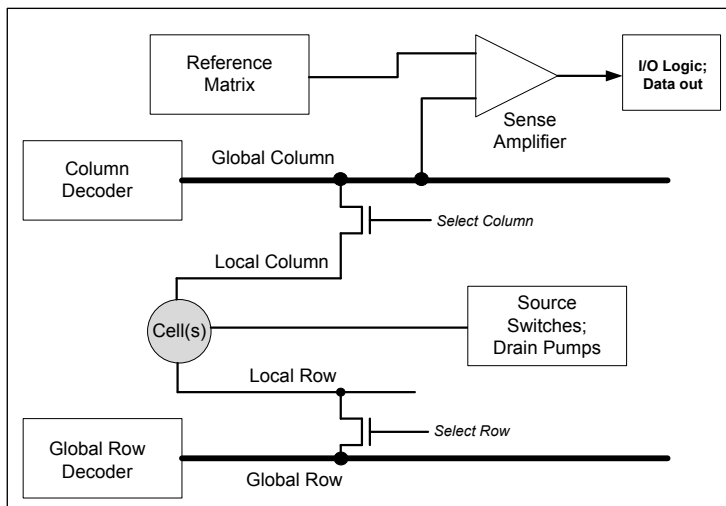 Reference
Matrix
I/O Logic;
Data out
Sense
Amplifier
Column
Decoder
Global Column
Select Column
Local Column
Cell(s)
Source
Switches;
Drain Pumps
Local Row
Select Row
Global Row
Decoder
Global Row